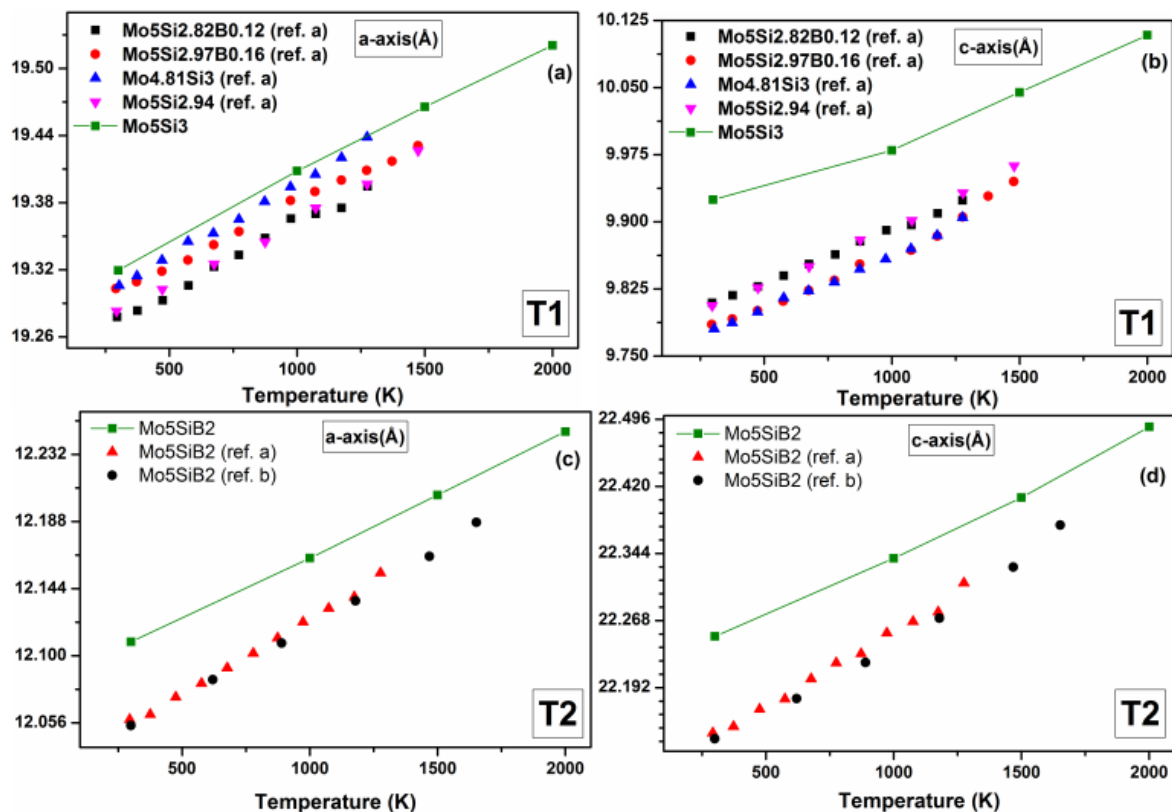 Mo5Si2.82B0.12 (ref. a)
Mo5Si2.97B0.16 (ref. a)
Mo4.81Si3 (ref. a)
Mo5Si2.94 (ref. a)
Mo5Si3
a-axis(Å)
(a)
19.50
19.44
19.38
19.32
19.26
T1
500 1000 1500 2000
Temperature (K)
Mo5Si2.82B0.12 (ref. a)
Mo5Si2.97B0.16 (ref. a)
Mo4.81Si3 (ref. a)
Mo5Si2.94 (ref. a)
Mo5Si3
c-axis(Å)
(b)
10.125
10.050
9.975
9.900
9.825
9.750
T1
500 1000 1500 2000
Temperature (K)
Mo5SiB2
Mo5SiB2 (ref. a)
Mo5SiB2 (ref. b)
a-axis(Å)
(c)
12.232
12.188
12.144
12.100
12.056
T2
500 1000 1500 2000
Temperature (K)
Mo5SiB2
Mo5SiB2 (ref. a)
Mo5SiB2 (ref. b)
c-axis(Å)
(d)
22.496
22.420
22.344
22.268
22.192
T2
500 1000 1500 2000
Temperature (K)